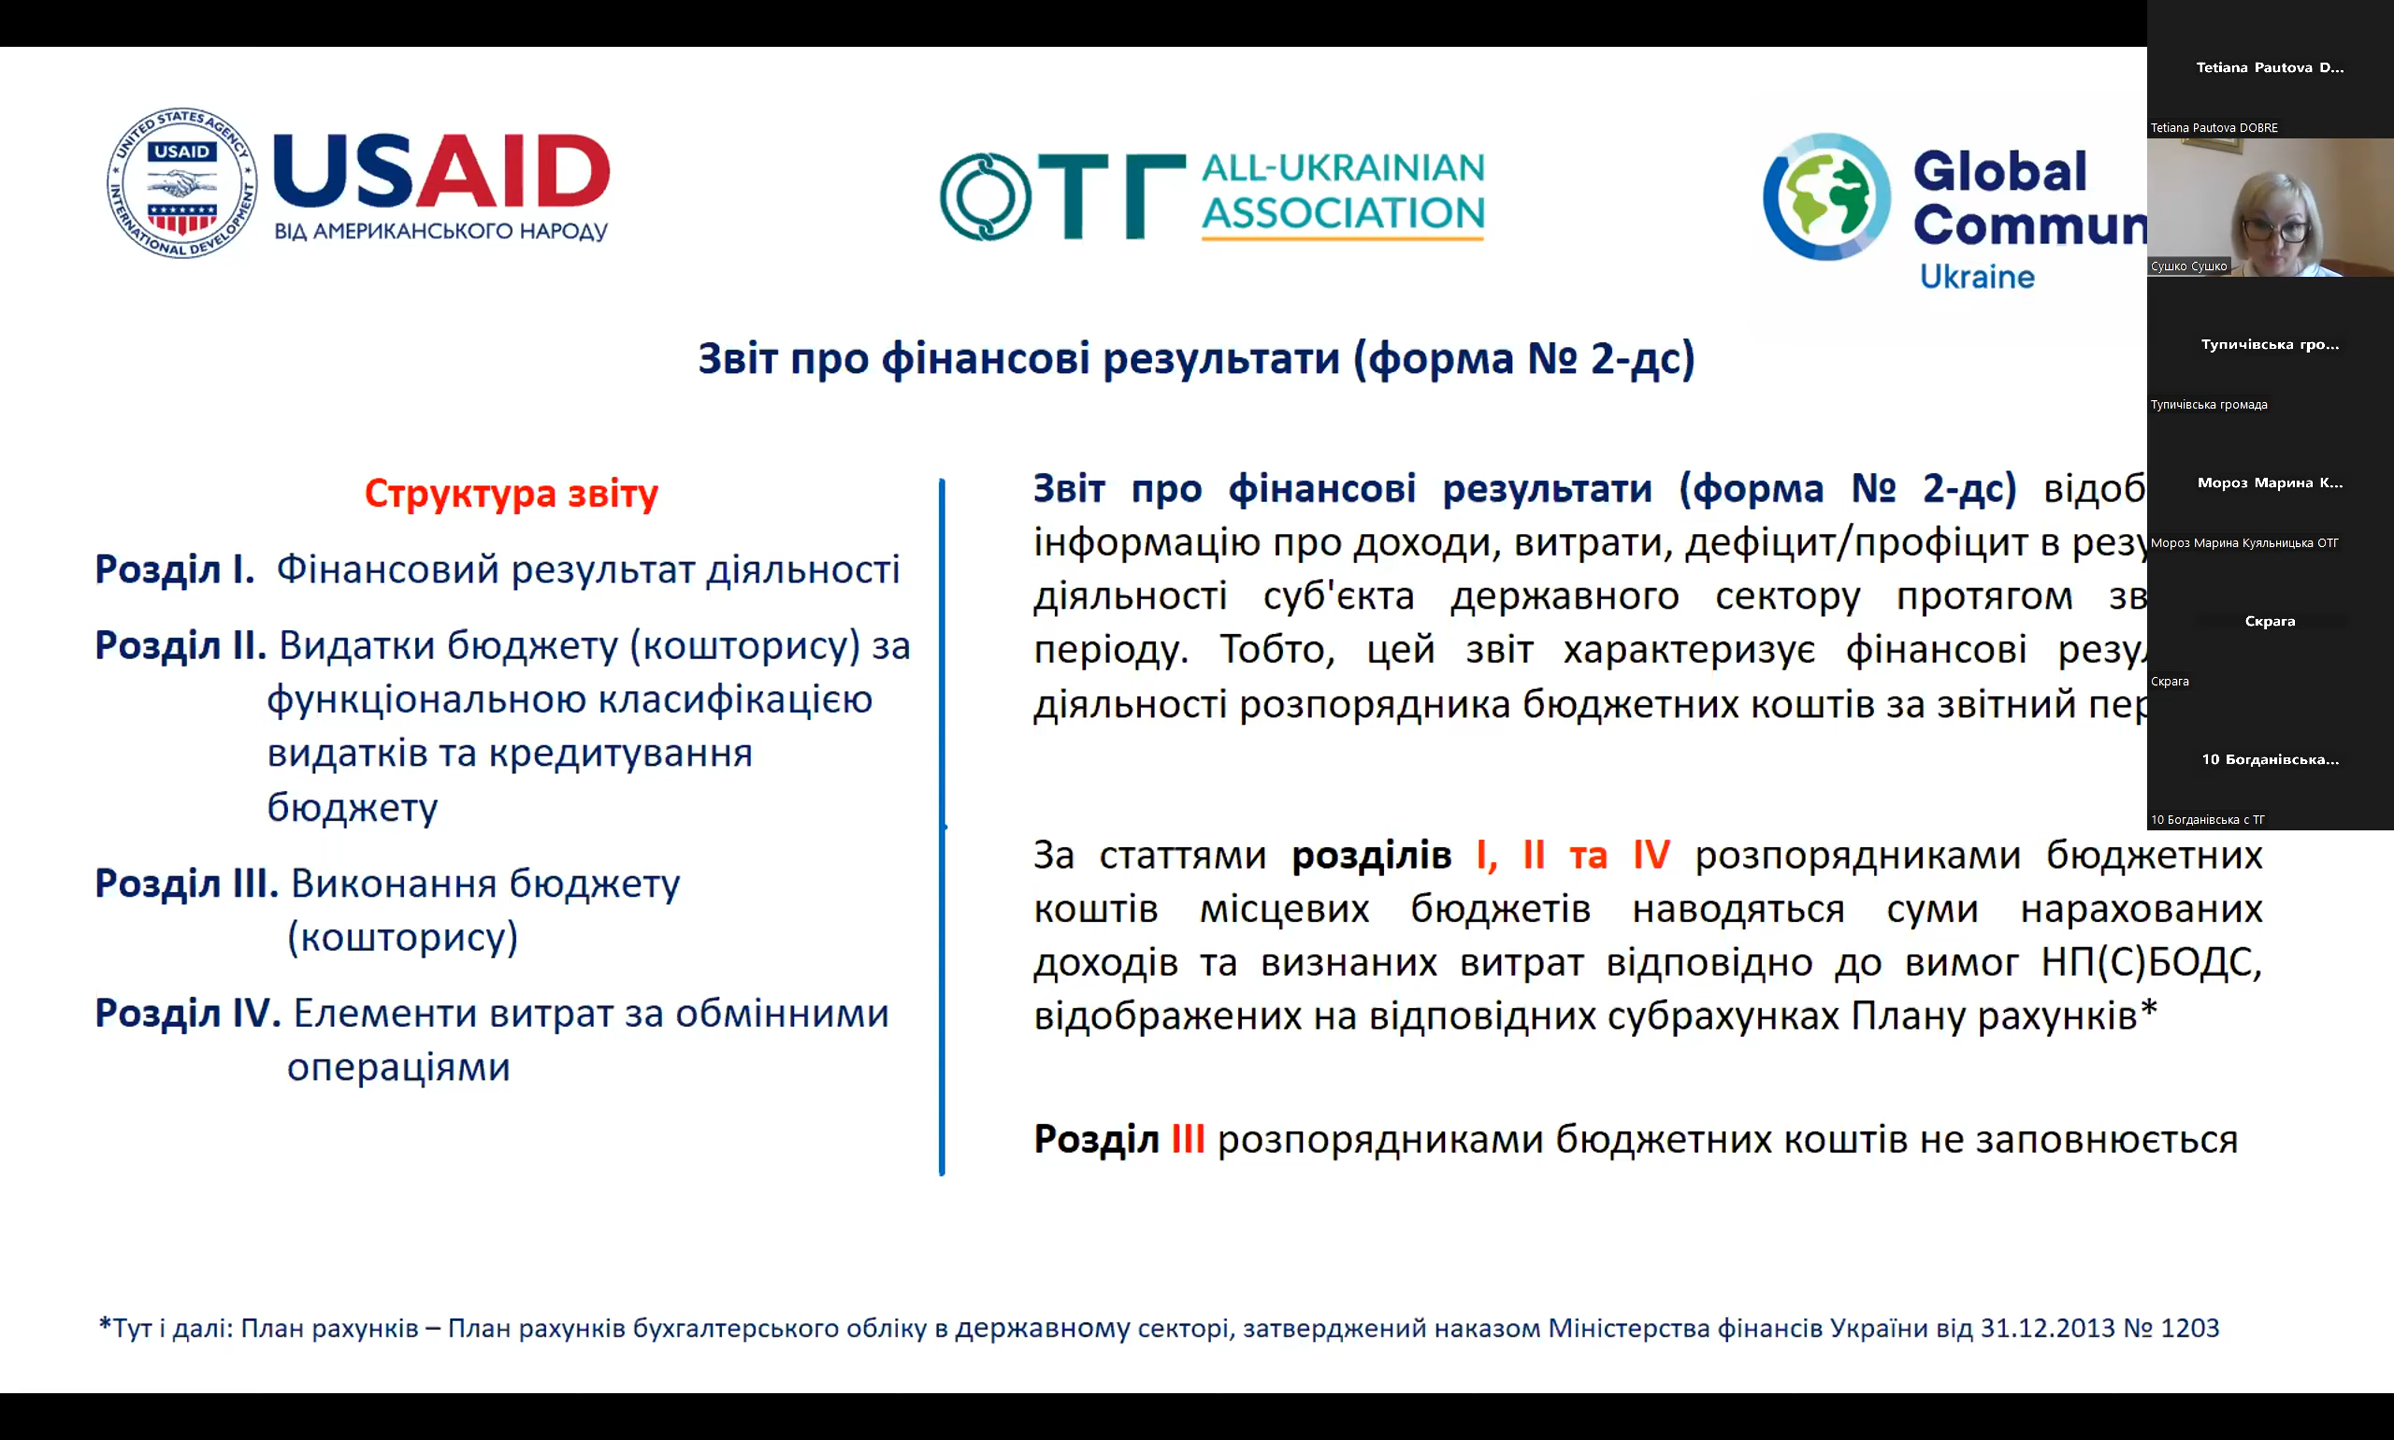 UNITED STATES AGENCY
INTERNATIONAL DEVELOPMENT
USAID
USAID
ВІД АМЕРИКАНСЬКОГО НАРОДУ
ОТГ
ALL-UKRAINIAN
ASSOCIATION
Global
Commun
Ukraine
Звіт про фінансові результати (форма № 2-дс)
Структура звіту
Розділ I. Фінансовий результат діяльності
Розділ II. Видатки бюджету (кошторису) за
функціональною класифікацією
видатків та кредитування
бюджету
Розділ III. Виконання бюджету
(кошторису)
Розділ IV. Елементи витрат за обмінними
операціями
Звіт про фінансові результати (форма № 2-дс) відоб
інформацію про доходи, витрати, дефіцит/профіцит в резу
діяльності суб'єкта державного сектору протягом зв
періоду. Тобто, цей звіт характеризує фінансові резул
діяльності розпорядника бюджетних коштів за звітний пер
За статтями розділів I, II та IV розпорядниками бюджетних
коштів місцевих бюджетів наводяться суми нарахованих
доходів та визнаних витрат відповідно до вимог НП(С)БОДС,
відображених на відповідних субрахунках Плану рахунків*
Розділ III розпорядниками бюджетних коштів не заповнюється
*Тут і далі: План рахунків – План рахунків бухгалтерського обліку в державному секторі, затверджений наказом Міністерства фінансів України від 31.12.2013 № 1203
Tetiana Pautova D...
Tetiana Pautova DOBRE
Сушко Сушко
Тупичівська гро...
Тупичівська громада
Мороз Марина К...
Мороз Марина Куяльницька ОТГ
Скрага
Скрага
10 Богданівська...
10 Богданівська с ТГ